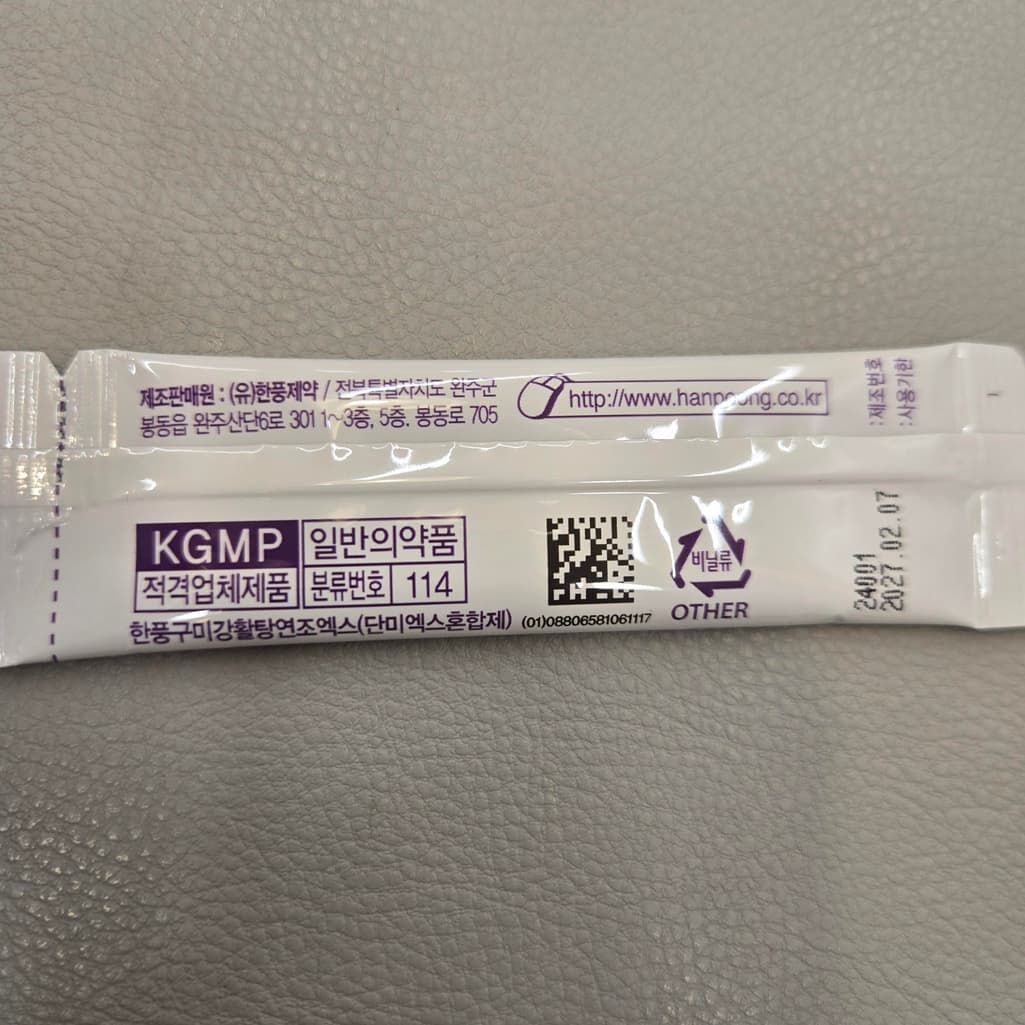 제조판매원 : (유)한풍제약 / 전북특별자치도 완주군
봉동읍 완주산단6로 301 1~3층, 5층, 봉동로 705
http://www.hanpoong.co.kr
:제조번호
:사용기한
KGMP
적격업체제품
일반의약품
분류번호 114
한풍구미강활탕연조엑스(단미엑스혼합제)
(01)08806581061117
비닐류
OTHER
24001
2027.02.07